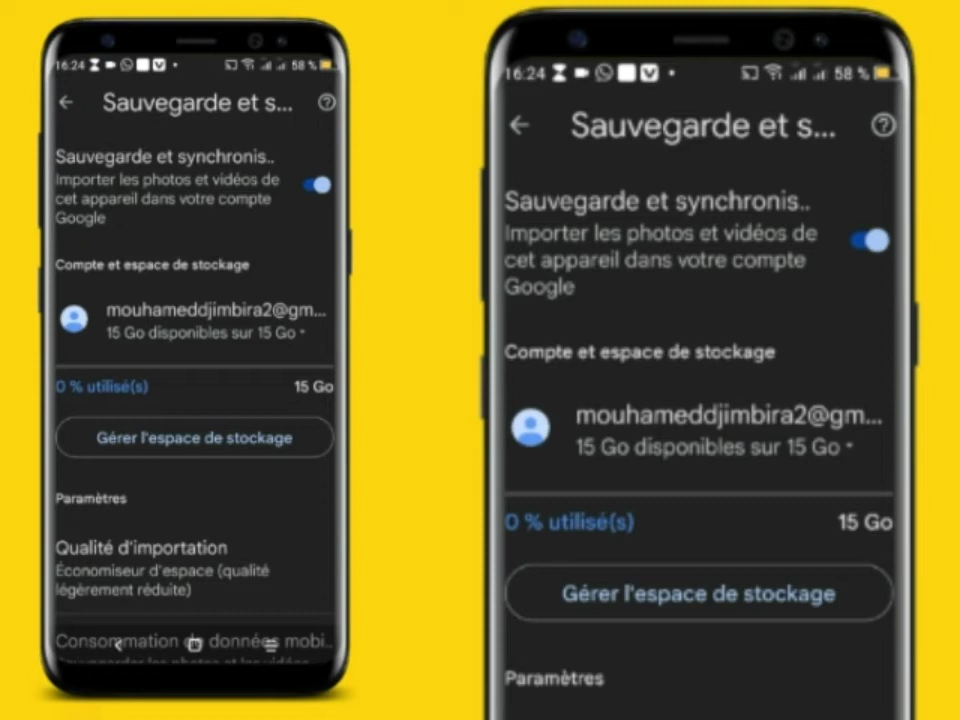 16:24
58 %
Sauvegarde et s...
Sauvegarde et synchronis..
Importer les photos et vidéos de
cet appareil dans votre compte
Google
Compte et espace de stockage
mouhameddjimbira2@gm...
15 Go disponibles sur 15 Go
0 % utilisé(s)
15 Go
Gérer l'espace de stockage
Paramètres
Qualité d'importation
Économiseur d'espace (qualité
légèrement réduite)
Consommation de données mobi..
16:24
58 %
Sauvegarde et s...
Sauvegarde et synchronis..
Importer les photos et vidéos de
cet appareil dans votre compte
Google
Compte et espace de stockage
mouhameddjimbira2@gm...
15 Go disponibles sur 15 Go
0 % utilisé(s)
15 Go
Gérer l'espace de stockage
Paramètres